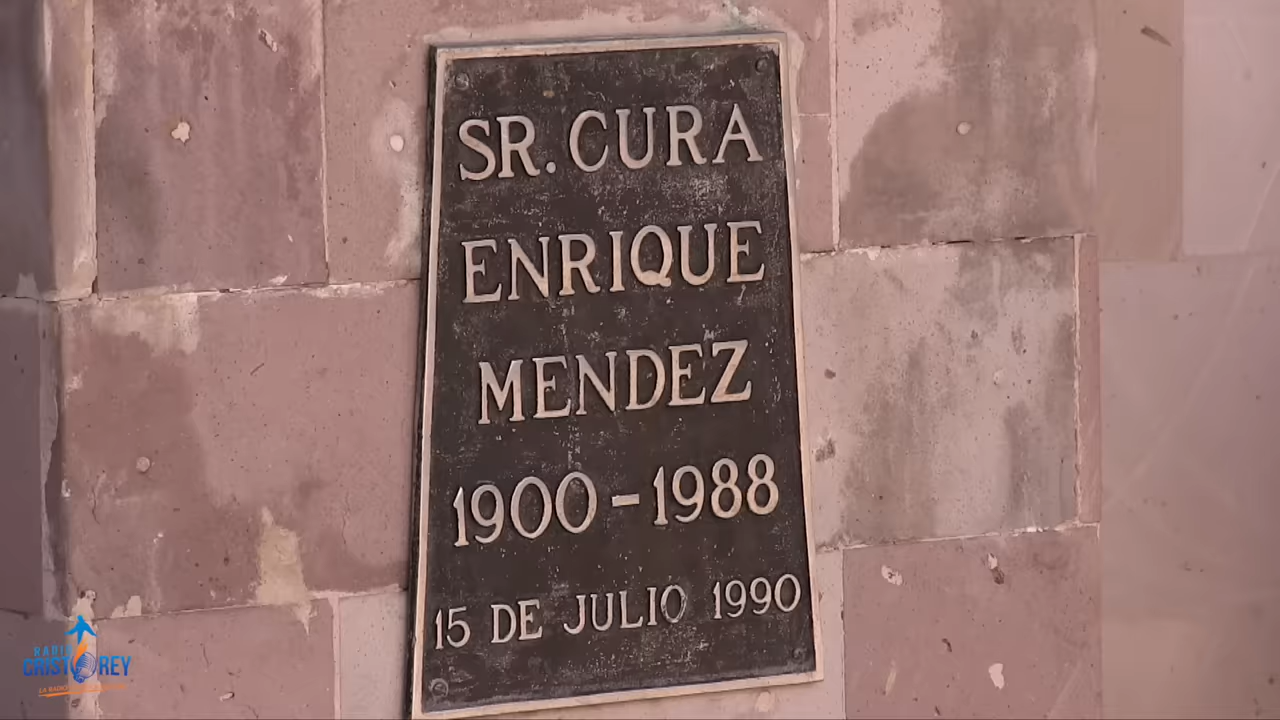 SR. CURA
ENRIQUE
MENDEZ
1900-1988
15 DE JULIO 1990
RADIO
CRISTO REY